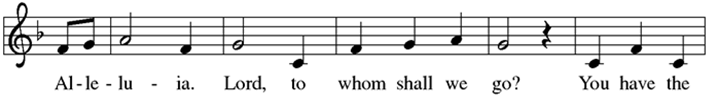 Al - le - lu - ia. Lord, to whom shall we go? You have the